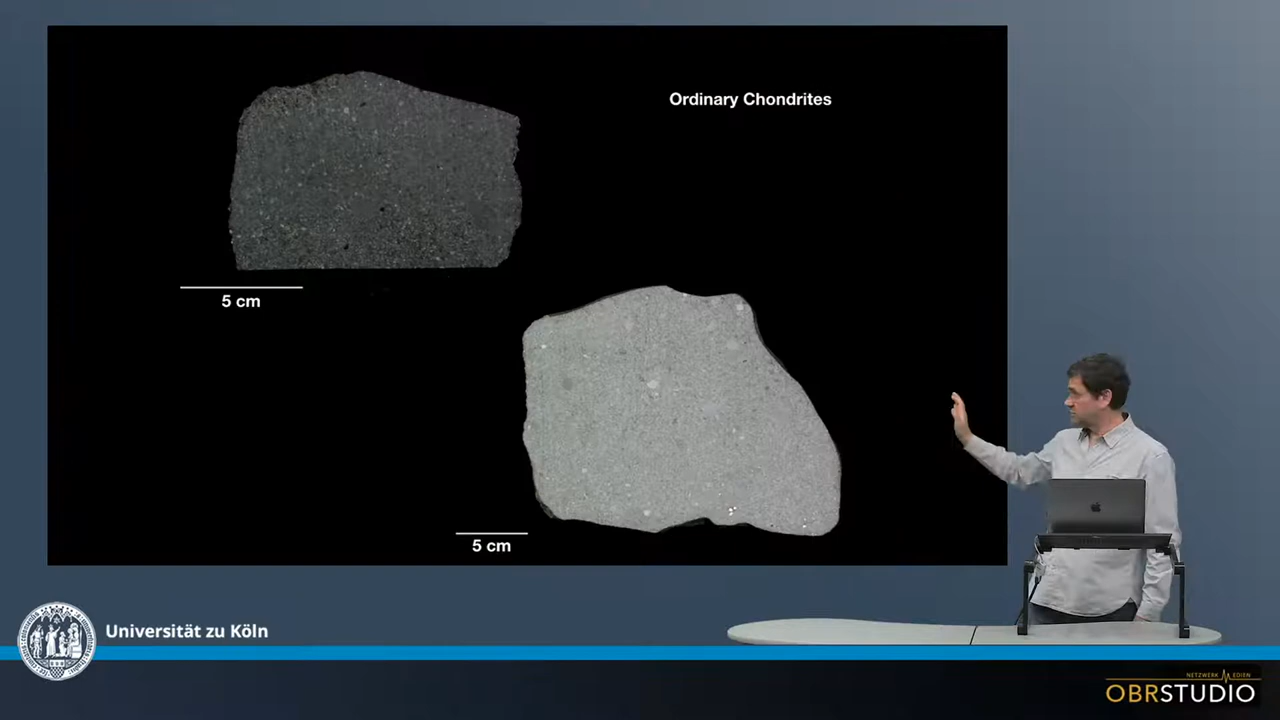 Ordinary Chondrites
5 cm
5 cm
Universität zu Köln
NETZWERK MEDIEN
OBRSTUDIO